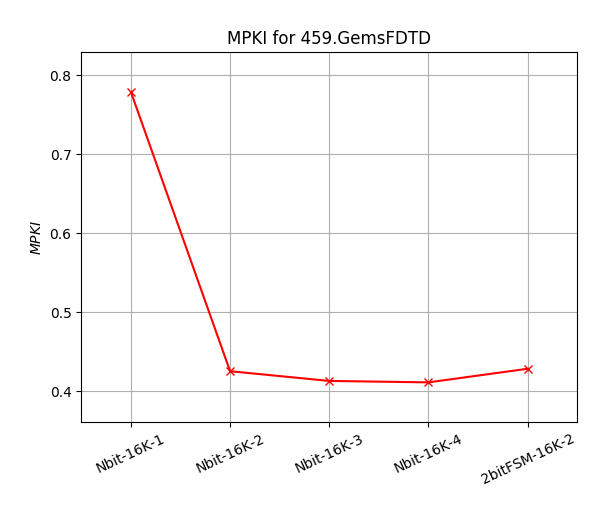 MPKI for 459.GemsFDTD
0.8
0.7
0.6
0.5
0.4
MPKI
Nbit-16K-1
Nbit-16K-2
Nbit-16K-3
Nbit-16K-4
2bitFSM-16K-2